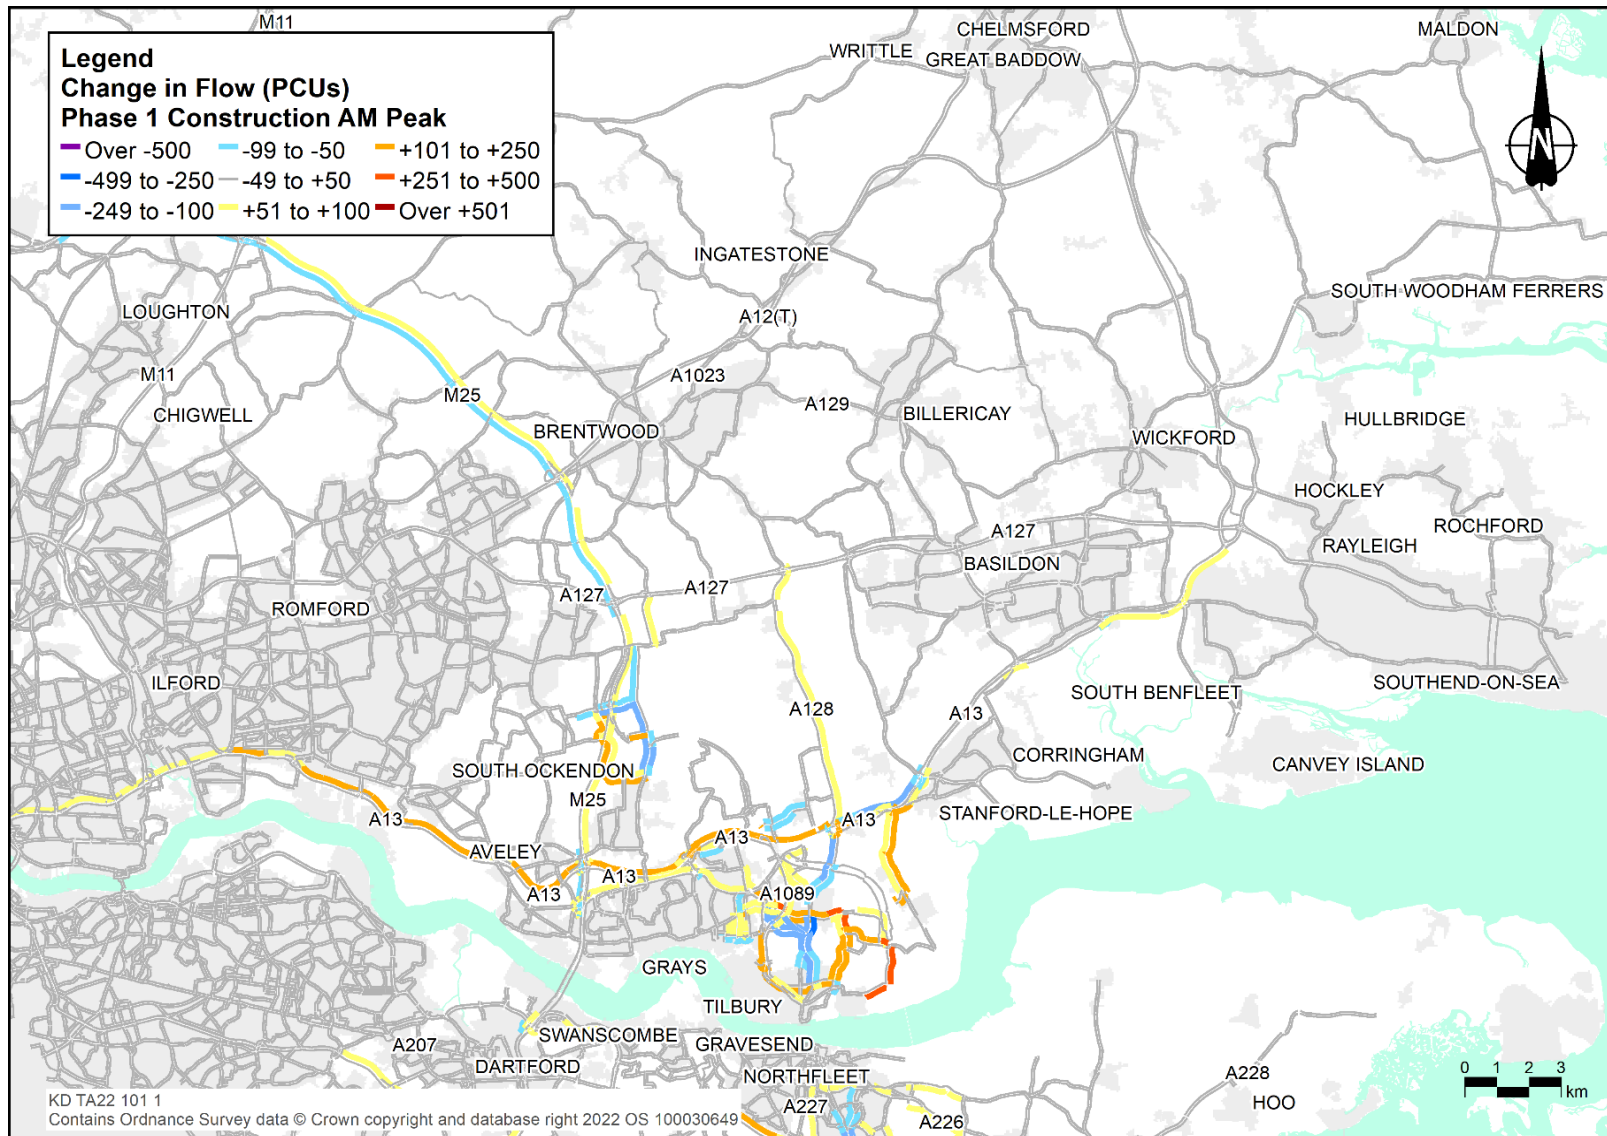 M11
CHELMSFORD
MALDON
WRITTLE
GREAT BADDOW
Legend
Change in Flow (PCUs)
Phase 1 Construction AM Peak
Over -500
-99 to -50
+101 to +250
-499 to -250
-49 to +50
+251 to +500
-249 to -100
+51 to +100
Over +501
N
INGATESTONE
SOUTH WOODHAM FERRERS
LOUGHTON
A12(T)
M11
A1023
M25
A129
CHIGWELL
BILLERICAY
HULLBRIDGE
BRENTWOOD
WICKFORD
HOCKLEY
ROCHFORD
A127
RAYLEIGH
BASILDON
A127
A127
ROMFORD
ILFORD
SOUTH BENFLEET
SOUTHEND-ON-SEA
A128
A13
CORRINGHAM
CANVEY ISLAND
SOUTH OCKENDON
M25
STANFORD-LE-HOPE
A13
A13
A13
AVELEY
A13
A13
A1089
GRAYS
TILBURY
SWANSCOMBE
GRAVESEND
A207
DARTFORD
NORTHFLEET
A228
HOO
A227
A226
0 1 2 3
km
KD TA22 101 1
Contains Ordnance Survey data © Crown copyright and database right 2022 OS 100030649